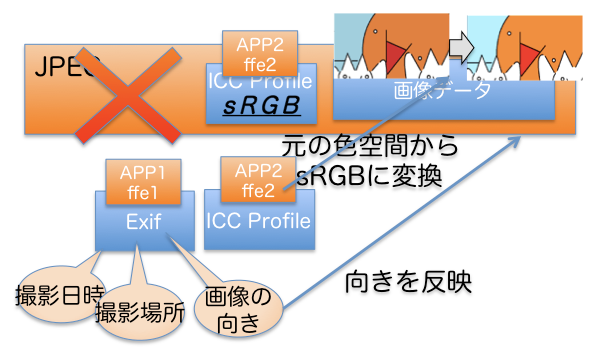 JPEG
APP2
ffe2
ICC Profile
sRGB
画像データ
元の色空間から
sRGBに変換
APP1
ffe1
Exif
APP2
ffe2
ICC Profile
撮影日時
撮影場所
画像の
向き
向きを反映